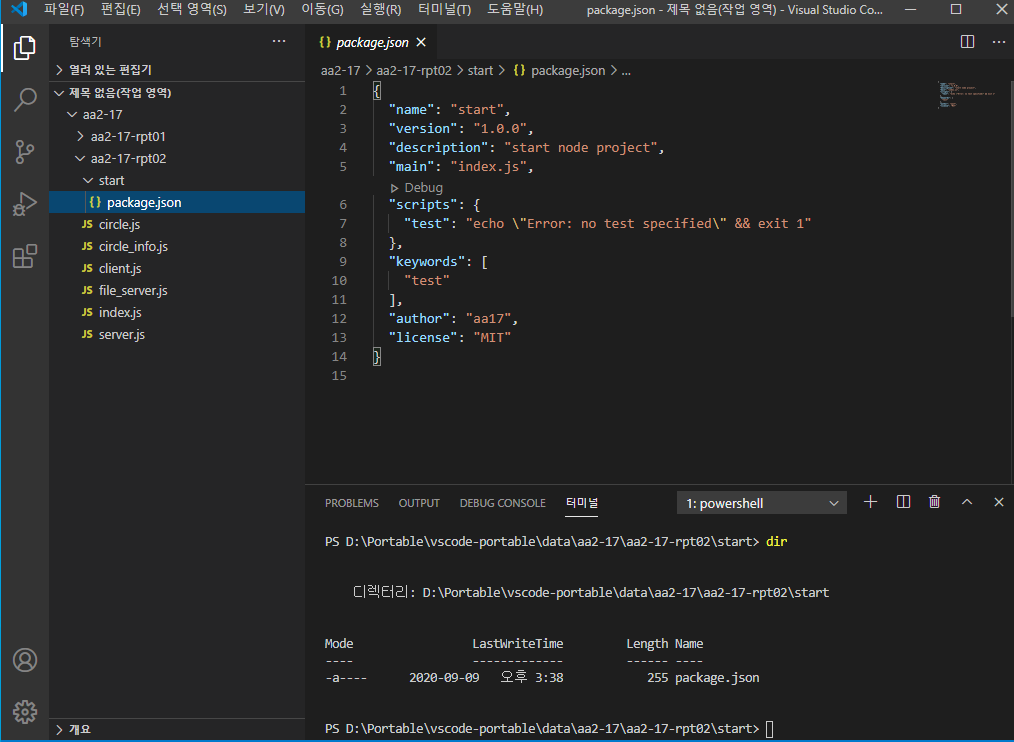 파일(F) 편집(E) 선택 영역(S) 보기(V) 이동(G) 실행(R) 터미널(T) 도움말(H) package.json - 제목 없음(작업 영역) - Visual Studio Co...
탐색기
열려 있는 편집기
제목 없음(작업 영역)
aa2-17
aa2-17-rpt01
aa2-17-rpt02
start
{} package.json
JS circle.js
JS circle_info.js
JS client.js
JS file_server.js
JS index.js
JS server.js
개요
{} package.json
aa2-17 > aa2-17-rpt02 > start > {} package.json > ...
1 {
2 "name": "start",
3 "version": "1.0.0",
4 "description": "start node project",
5 "main": "index.js",
Debug
6 "scripts": {
7 "test": "echo \"Error: no test specified\" && exit 1"
8 },
9 "keywords": [
10 "test"
11 ],
12 "author": "aa17",
13 "license": "MIT"
14 }
15
PROBLEMS OUTPUT DEBUG CONSOLE 터미널 1: powershell
PS D:\Portable\vscode-portable\data\aa2-17\aa2-17-rpt02\start> dir
디렉터리: D:\Portable\vscode-portable\data\aa2-17\aa2-17-rpt02\start
Mode LastWriteTime Length Name
---- ------------- ------ ----
-a---- 2020-09-09 오후 3:38 255 package.json
PS D:\Portable\vscode-portable\data\aa2-17\aa2-17-rpt02\start>